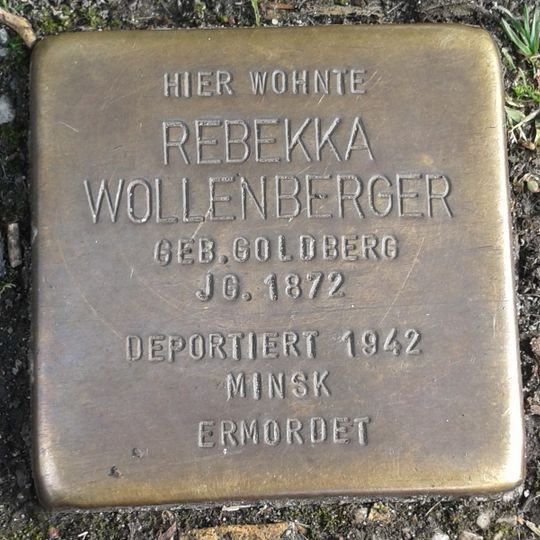 HIER WOHNTE
REBEKKA
WOLLENBERGER
GEB. GOLDBERG
JG. 1872
DEPORTIERT 1942
MINSK
ERMORDET